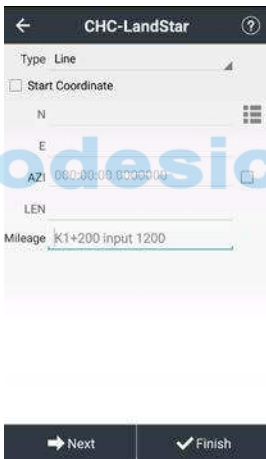 CHC-LandStar
Type Line
Start Coordinate
N
E
odesic
AZI 000:00:00.0000000
LEN
Mileage K1+200 input 1200
Next Finish